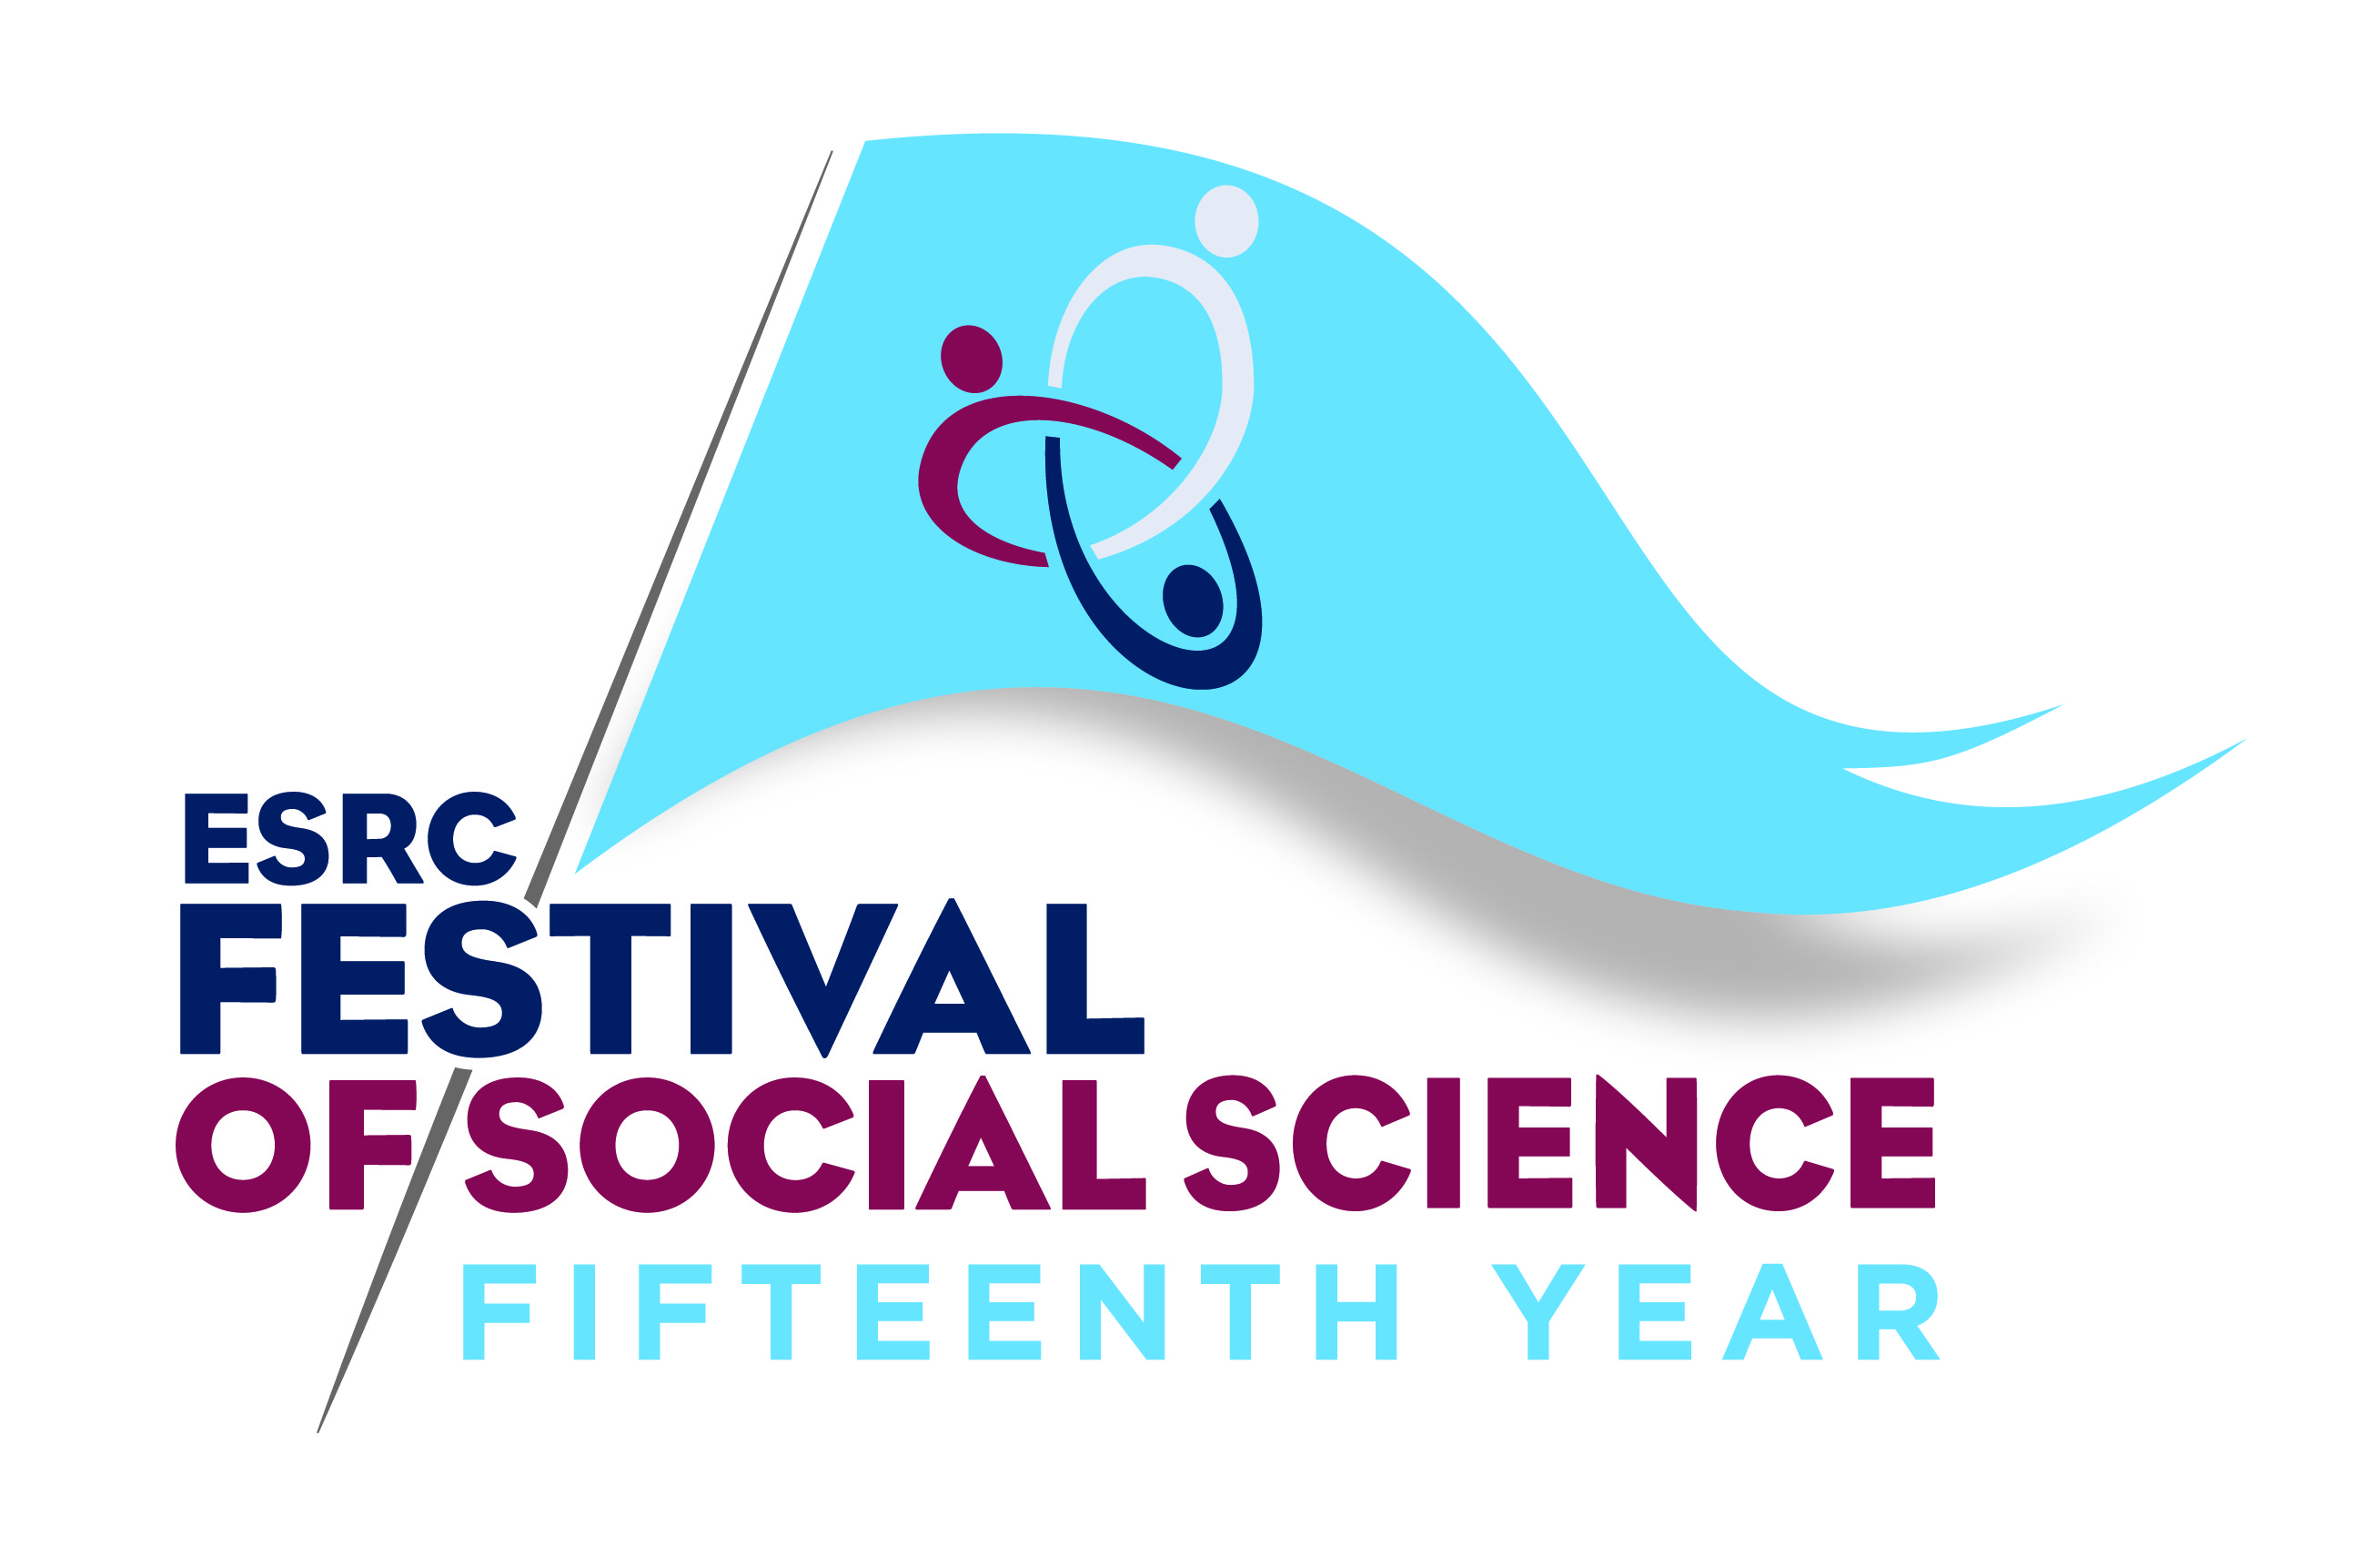 ESRC
FESTIVAL
OF SOCIAL SCIENCE
FIFTEENTH YEAR